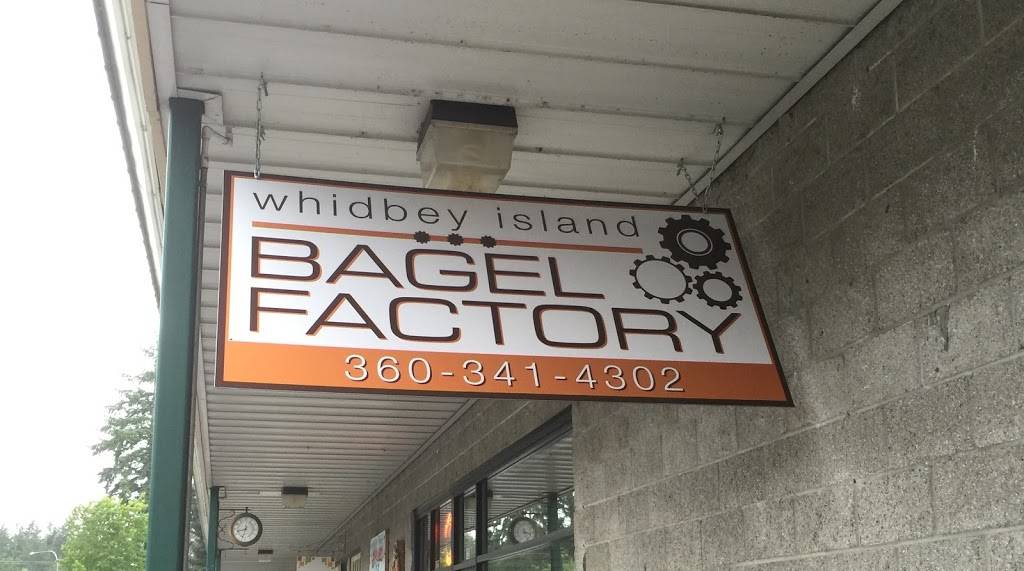 whidbey island
BAGEL
FACTORY
360-341-4302